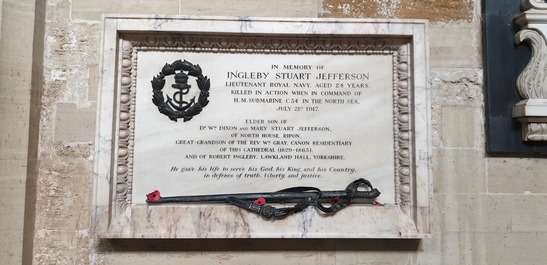 IN MEMORY OF
INGLEBY STUART JEFFERSON
LIEUTENANT ROYAL NAVY, AGED 24 YEARS.
KILLED IN ACTION WHEN IN COMMAND OF
H.M. SUBMARINE C34 IN THE NORTH SEA,
JULY 21ST 1917.
ELDER SON OF
DR. WM DIXON AND MARY STUART JEFFERSON,
OF NORTH HOUSE, RIPON,
GREAT-GRANDSON OF THE REV. WM GRAY, CANON RESIDENTIARY
OF THIS CATHEDRAL (1829-1863).
AND OF ROBERT INGLEBY, LAWKLAND HALL, YORKSHIRE.
He gave his life to serve his God, his King, and his Country,
in defence of truth, liberty, and justice.